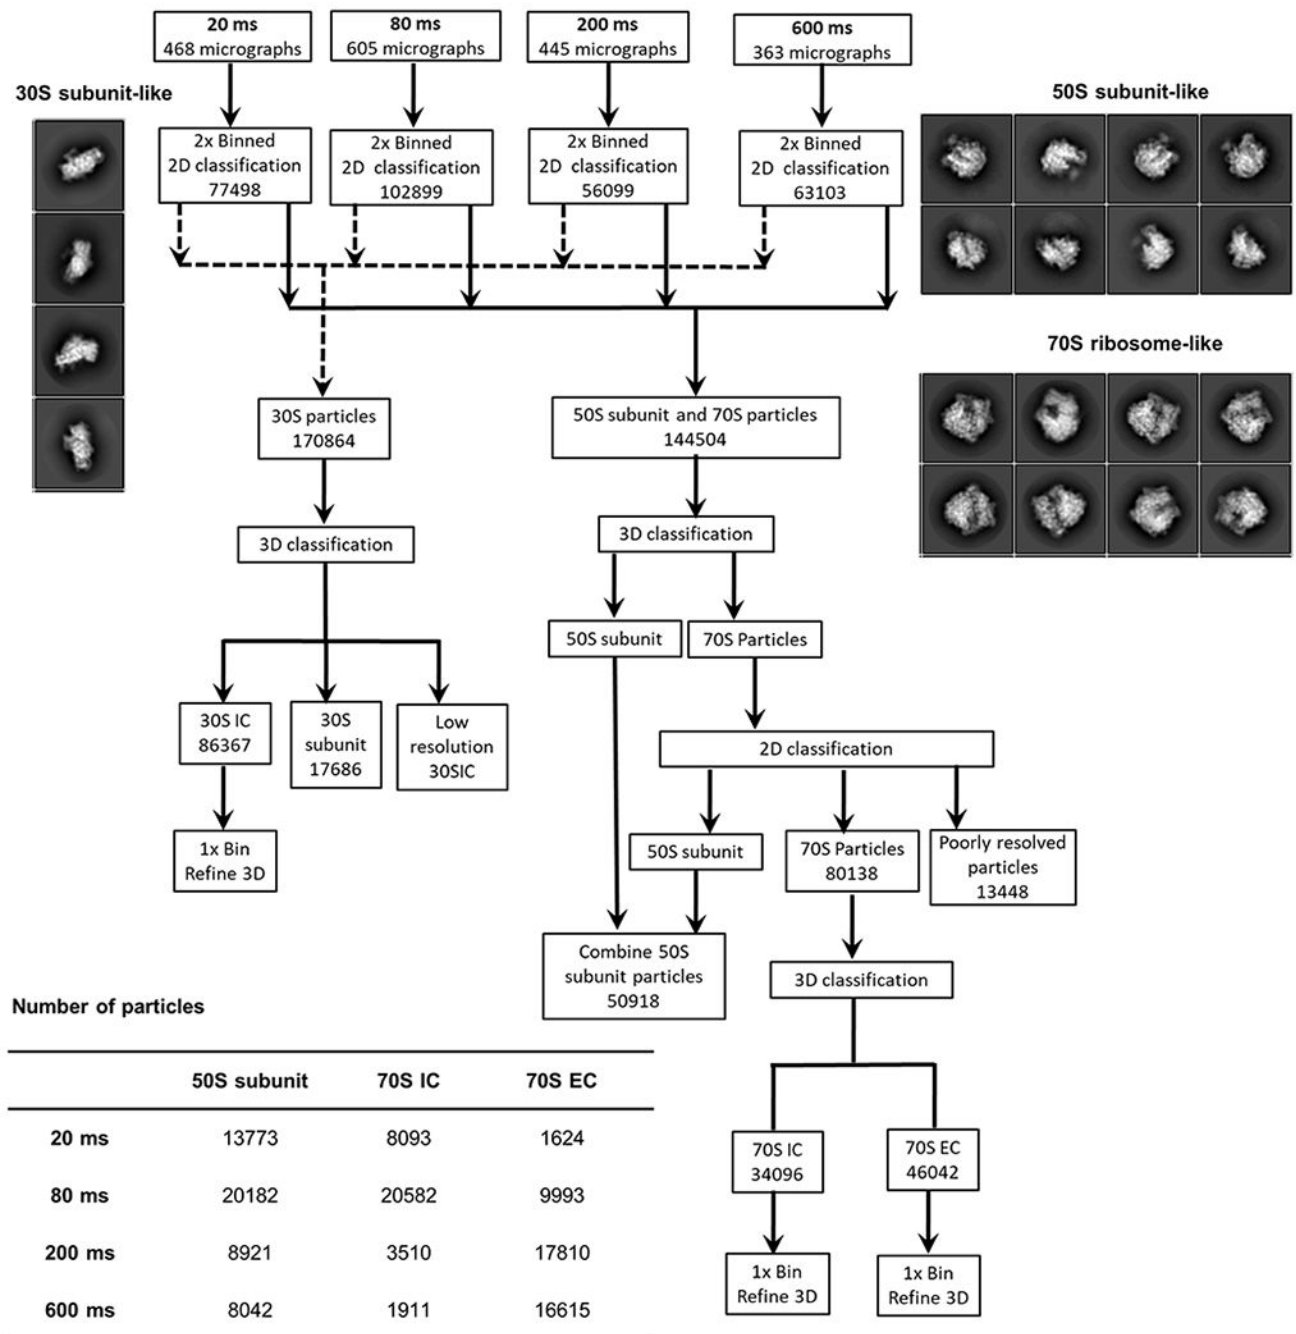 20 ms
468 micrographs
80 ms
605 micrographs
200 ms
445 micrographs
600 ms
363 micrographs
30S subunit-like
50S subunit-like
2x Binned
2D classification
77498
2x Binned
2D classification
102899
2x Binned
2D classification
56099
2x Binned
2D classification
63103
70S ribosome-like
30S particles
170864
50S subunit and 70S particles
144504
3D classification
3D classification
50S subunit
70S Particles
30S IC
86367
30S
subunit
17686
Low
resolution
30SIC
2D classification
1x Bin
Refine 3D
50S subunit
70S Particles
80138
Poorly resolved
particles
13448
Combine 50S
subunit particles
50918
3D classification
70S IC
34096
70S EC
46042
1x Bin
Refine 3D
1x Bin
Refine 3D
Number of particles
50S subunit 70S IC 70S EC
20 ms 13773 8093 1624
80 ms 20182 20582 9993
200 ms 8921 3510 17810
600 ms 8042 1911 16615